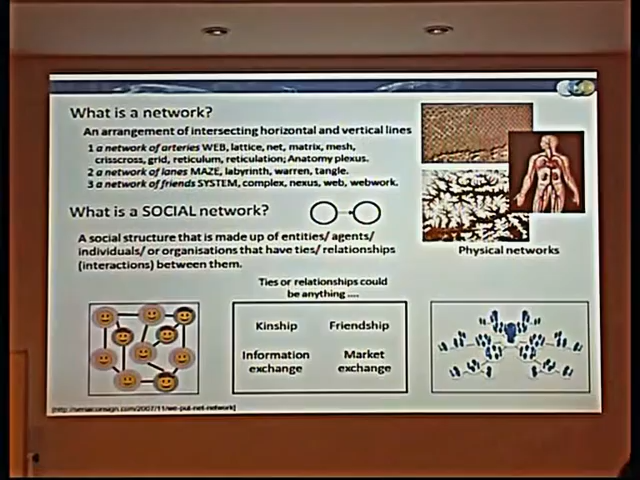 What is a network?
An arrangement of intersecting horizontal and vertical lines
1 a network of arteries WEB, lattice, net, matrix, mesh,
crisscross, grid, reticulum, reticulation; Anatomy plexus.
2 a network of lanes MAZE, labyrinth, warren, tangle.
3 a network of friends SYSTEM, complex, nexus, web, webwork.
What is a SOCIAL network?
A social structure that is made up of entities/ agents/
individuals/ or organisations that have ties/ relationships
(interactions) between them.
Physical networks
Ties or relationships could
be anything ....
Kinship Friendship
Information Market
exchange exchange